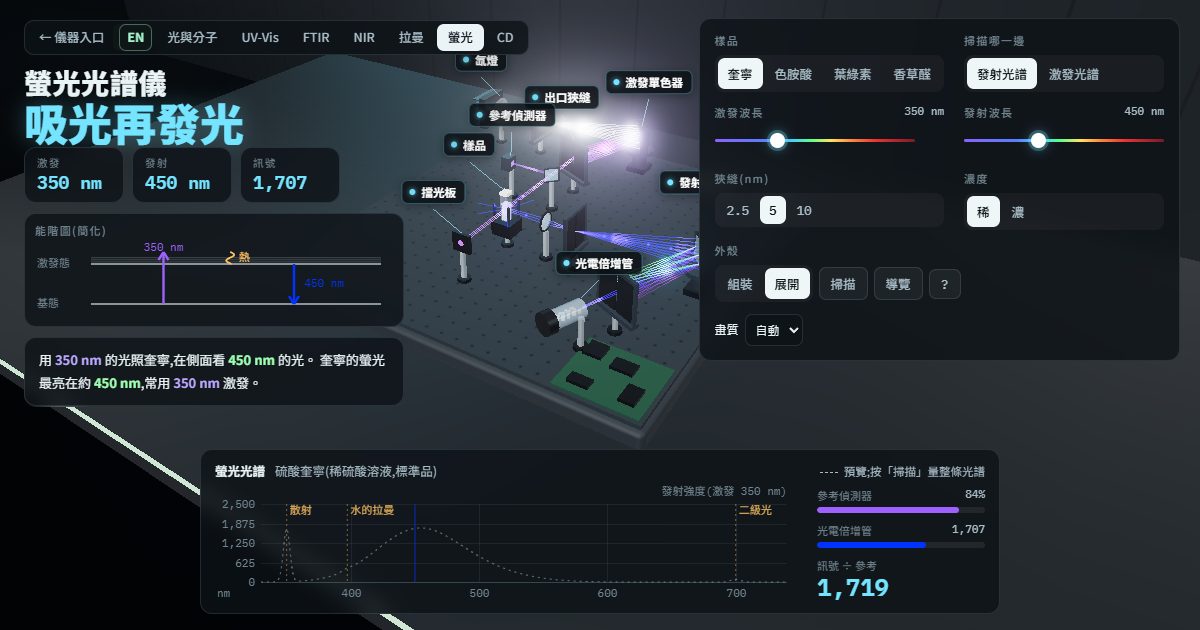 ← 儀器入口 EN 光與分子 UV-Vis FTIR NIR 拉曼 螢光 CD
螢光光譜儀
吸光再發光
激發 發射 訊號
350 nm 450 nm 1,707
能階圖(簡化)
350 nm
激發態
熱
450 nm
基態
用 350 nm 的光照奎寧,在側面看 450 nm 的光。 奎寧的螢光
最亮在約 450 nm,常用 350 nm 激發。
氙燈
激發單色器
出口狹縫
參考偵測器
樣品
擋光板
發射
光電倍增管
樣品
奎寧 色胺酸 葉綠素 香草醛
掃描哪一邊
發射光譜 激發光譜
激發波長 350 nm
發射波長 450 nm
狹縫(nm)
2.5 5 10
濃度
稀 濃
外殼
組裝 展開 掃描 導覽 ?
畫質 自動
螢光光譜 硫酸奎寧(稀硫酸溶液,標準品)
發射強度(激發 350 nm)
2,500
1,875
1,250
625
0
散射 水的拉曼 二級光
nm 400 500 600 700
預覽;按「掃描」量整條光譜
參考偵測器 84%
光電倍增管 1,707
訊號 ÷ 參考
1,719